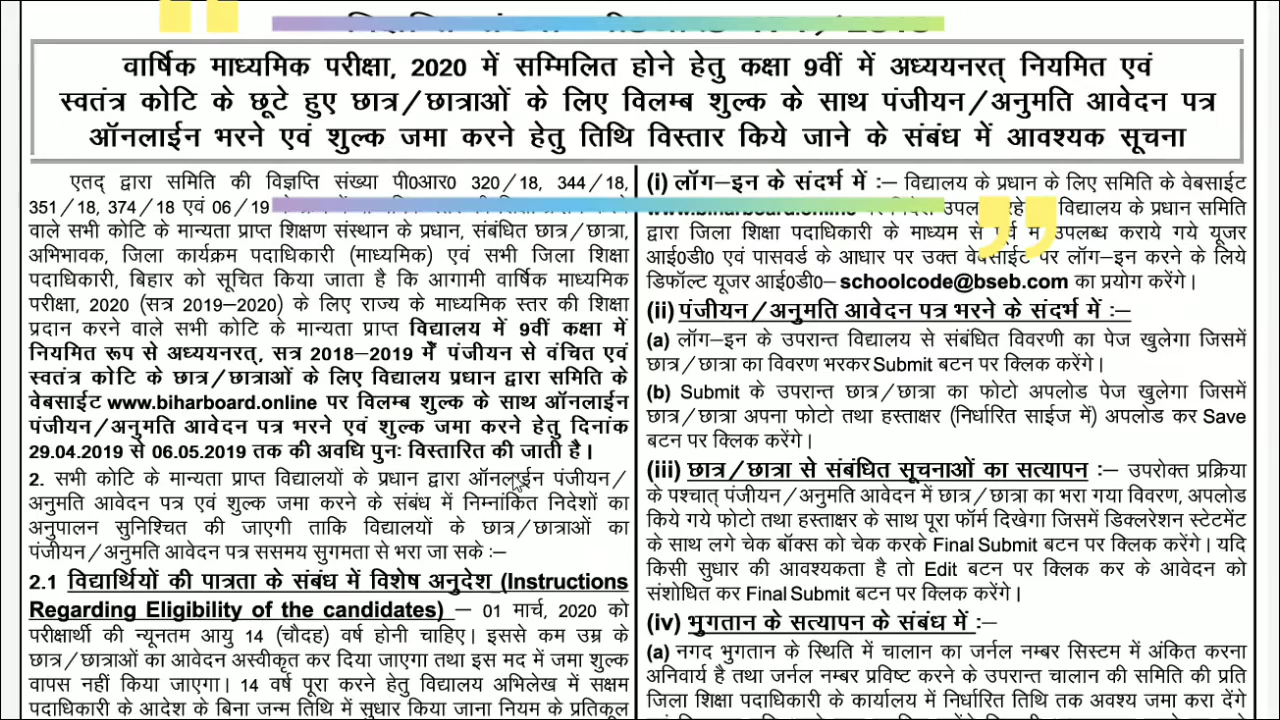 वार्षिक माध्यमिक परीक्षा, 2020 में सम्मिलित होने हेतु कक्षा 9वीं में अध्ययनरत् नियमित एवं
स्वतंत्र कोटि के छूटे हुए छात्र/छात्राओं के लिए विलम्ब शुल्क के साथ पंजीयन/अनुमति आवेदन पत्र
ऑनलाईन भरने एवं शुल्क जमा करने हेतु तिथि विस्तार किये जाने के संबंध में आवश्यक सूचना
एतद् द्वारा समिति की विज्ञप्ति संख्या पी0आर0 320/18, 344/18,
351/18, 374/18 एवं 06/19
वाले सभी कोटि के मान्यता प्राप्त शिक्षण संस्थान के प्रधान, संबंधित छात्र/छात्रा,
अभिभावक, जिला कार्यक्रम पदाधिकारी (माध्यमिक) एवं सभी जिला शिक्षा
पदाधिकारी, बिहार को सूचित किया जाता है कि आगामी वार्षिक माध्यमिक
परीक्षा, 2020 (सत्र 2019–2020) के लिए राज्य के माध्यमिक स्तर की शिक्षा
प्रदान करने वाले सभी कोटि के मान्यता प्राप्त विद्यालय में 9वीं कक्षा में
नियमित रूप से अध्ययनरत्, सत्र 2018–2019 में पंजीयन से वंचित एवं
स्वतंत्र कोटि के छात्र/छात्राओं के लिए विद्यालय प्रधान द्वारा समिति के
वेबसाईट www.biharboard.online पर विलम्ब शुल्क के साथ ऑनलाईन
पंजीयन/अनुमति आवेदन पत्र भरने एवं शुल्क जमा करने हेतु दिनांक
29.04.2019 से 06.05.2019 तक की अवधि पुनः विस्तारित की जाती है।
2. सभी कोटि के मान्यता प्राप्त विद्यालयों के प्रधान द्वारा ऑनलाईन पंजीयन/
अनुमति आवेदन पत्र एवं शुल्क जमा करने के संबंध में निम्नांकित निदेशों का
अनुपालन सुनिश्चित की जाएगी ताकि विद्यालयों के छात्र/छात्राओं का
पंजीयन/अनुमति आवेदन पत्र ससमय सुगमता से भरा जा सके :–
2.1 विद्यार्थियों की पात्रता के संबंध में विशेष अनुदेश (Instructions
Regarding Eligibility of the candidates) – 01 मार्च, 2020 को
परीक्षार्थी की न्यूनतम आयु 14 (चौदह) वर्ष होनी चाहिए। इससे कम उम्र के
छात्र/छात्राओं का आवेदन अस्वीकृत कर दिया जाएगा तथा इस मद में जमा शुल्क
वापस नहीं किया जाएगा। 14 वर्ष पूरा करने हेतु विद्यालय अभिलेख में सक्षम
पदाधिकारी के आदेश के बिना जन्म तिथि में सुधार किया जाना नियम के प्रतिकूल
(i) लॉग–इन के संदर्भ में :– विद्यालय के प्रधान के लिए समिति के वेबसाईट
www.biharboard.online विद्यालय के प्रधान समिति
द्वारा जिला शिक्षा पदाधिकारी के माध्यम से उपलब्ध कराये गये यूजर
आई0डी0 एवं पासवर्ड के आधार पर उक्त वेबसाईट पर लॉग–इन करने के लिये
डिफॉल्ट यूजर आई0डी0– schoolcode@bseb.com का प्रयोग करेंगे।
(ii) पंजीयन/अनुमति आवेदन पत्र भरने के संदर्भ में :–
(a) लॉग–इन के उपरान्त विद्यालय से संबंधित विवरणी का पेज खुलेगा जिसमें
छात्र/छात्रा का विवरण भरकर Submit बटन पर क्लिक करेंगे।
(b) Submit के उपरान्त छात्र/छात्रा का फोटो अपलोड पेज खुलेगा जिसमें
छात्र/छात्रा अपना फोटो तथा हस्ताक्षर (निर्धारित साईज में) अपलोड कर Save
बटन पर क्लिक करेंगे।
(iii) छात्र/छात्रा से संबंधित सूचनाओं का सत्यापन :– उपरोक्त प्रक्रिया
के पश्चात् पंजीयन/अनुमति आवेदन में छात्र/छात्रा का भरा गया विवरण, अपलोड
किये गये फोटो तथा हस्ताक्षर के साथ पूरा फॉर्म दिखेगा जिसमें डिक्लरेशन स्टेटमेंट
के साथ लगे चेक बॉक्स को चेक करके Final Submit बटन पर क्लिक करेंगे। यदि
किसी सुधार की आवश्यकता है तो Edit बटन पर क्लिक कर के आवेदन को
संशोधित कर Final Submit बटन पर क्लिक करेंगे।
(iv) भुगतान के सत्यापन के संबंध में :–
(a) नगद भुगतान के स्थिति में चालान का जर्नल नम्बर सिस्टम में अंकित करना
अनिवार्य है तथा जर्नल नम्बर प्रविष्ट करने के उपरान्त चालान की समिति की प्रति
जिला शिक्षा पदाधिकारी के कार्यालय में निर्धारित तिथि तक अवश्य जमा करा देंगे